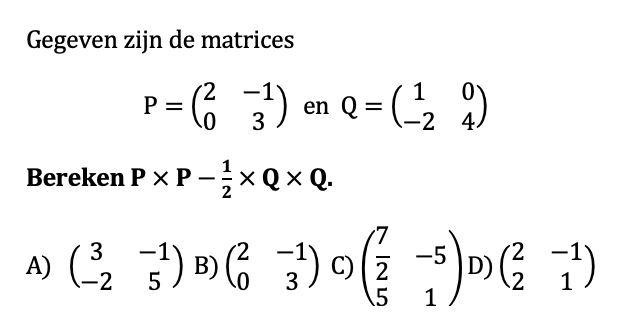 Gegeven zijn de matrices
P = (2 −1; 0 3) en Q = (1 0; −2 4)
Bereken P × P − 1/2 × Q × Q.
A) (3 −1; −2 5) B) (2 −1; 0 3) C) (7/2 −5; 5 1) D) (2 −1; 2 1)